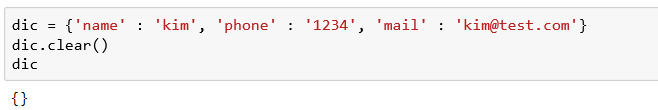 dic = {'name' : 'kim', 'phone' : '1234', 'mail' : 'kim@test.com'}
dic.clear()
dic
{}